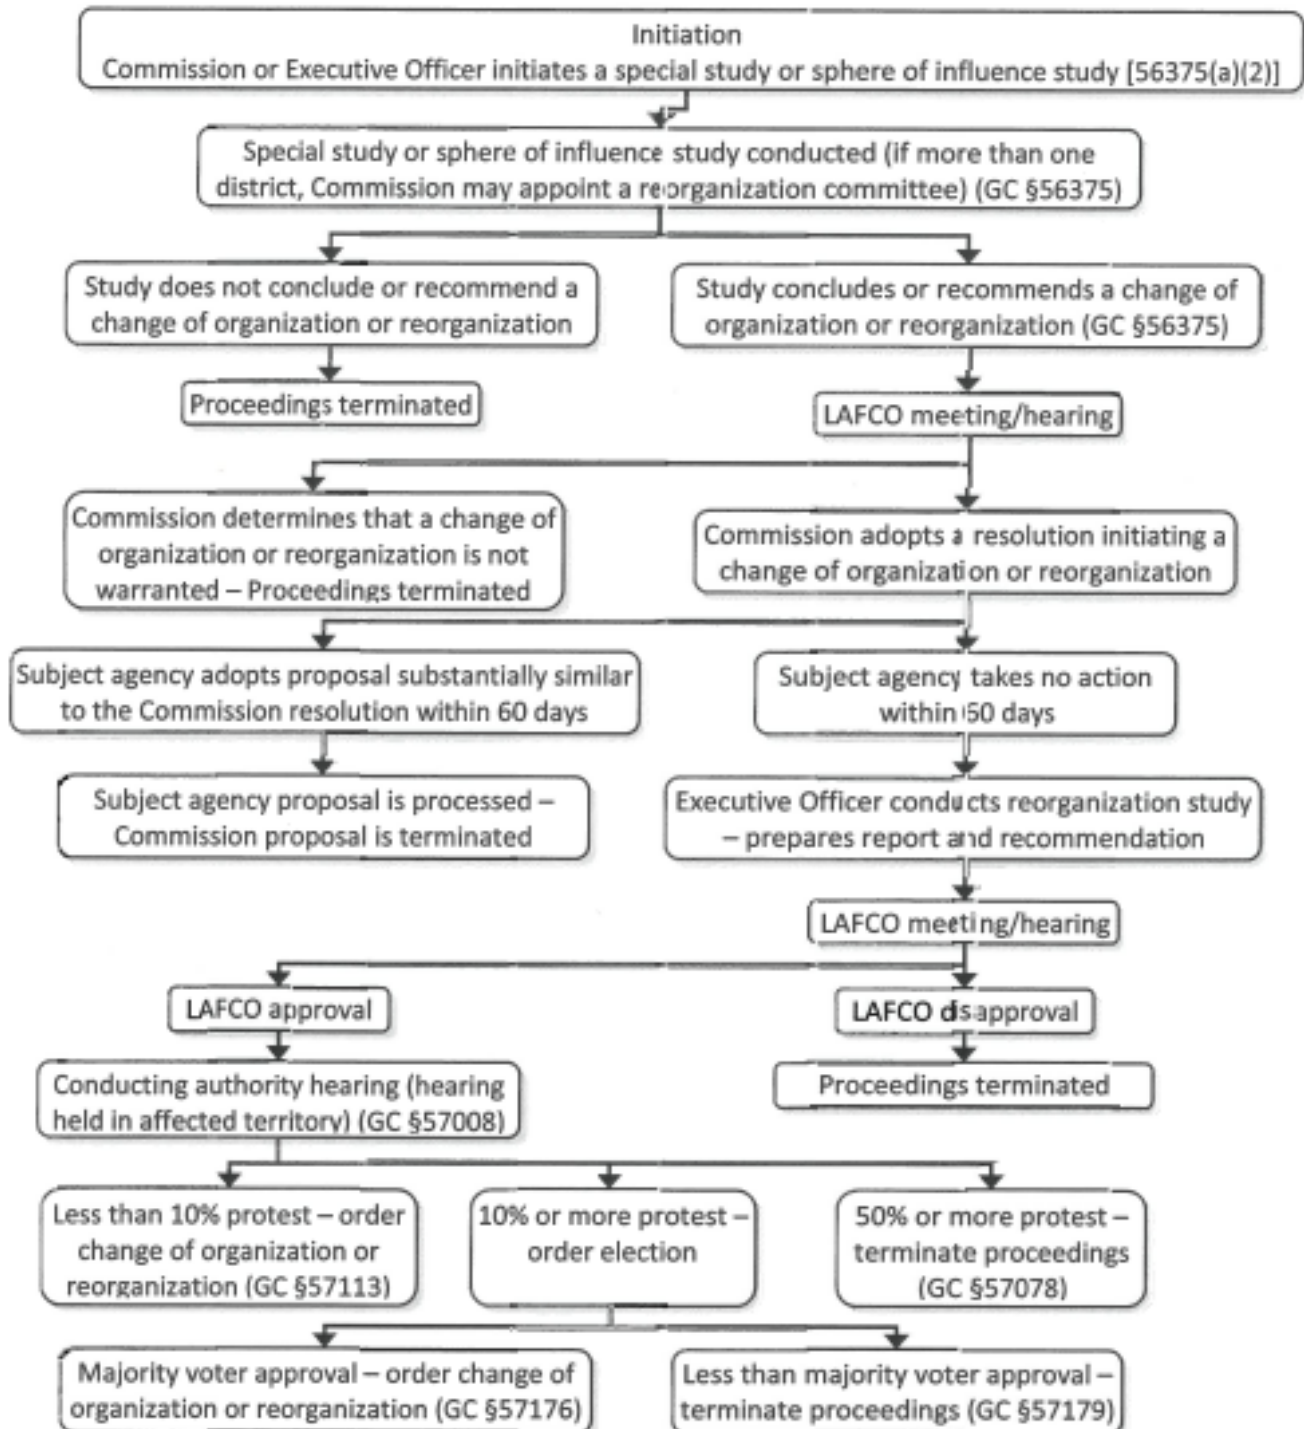 Initiation
Commission or Executive Officer initiates a special study or sphere of influence study [56375(a)(2)]
Special study or sphere of influence study conducted (if more than one
district, Commission may appoint a reorganization committee) (GC §56375)
Study does not conclude or recommend a
change of organization or reorganization
Study concludes or recommends a change of
organization or reorganization (GC §56375)
Proceedings terminated
LAFCO meeting/hearing
Commission determines that a change of
organization or reorganization is not
warranted – Proceedings terminated
Commission adopts a resolution initiating a
change of organization or reorganization
Subject agency adopts proposal substantially similar
to the Commission resolution within 60 days
Subject agency takes no action
within 60 days
Subject agency proposal is processed –
Commission proposal is terminated
Executive Officer conducts reorganization study
– prepares report and recommendation
LAFCO meeting/hearing
LAFCO approval
LAFCO disapproval
Conducting authority hearing (hearing
held in affected territory) (GC §57008)
Proceedings terminated
Less than 10% protest – order
change of organization or
reorganization (GC §57113)
10% or more protest –
order election
50% or more protest –
terminate proceedings
(GC §57078)
Majority voter approval – order change of
organization or reorganization (GC §57176)
Less than majority voter approval –
terminate proceedings (GC §57179)